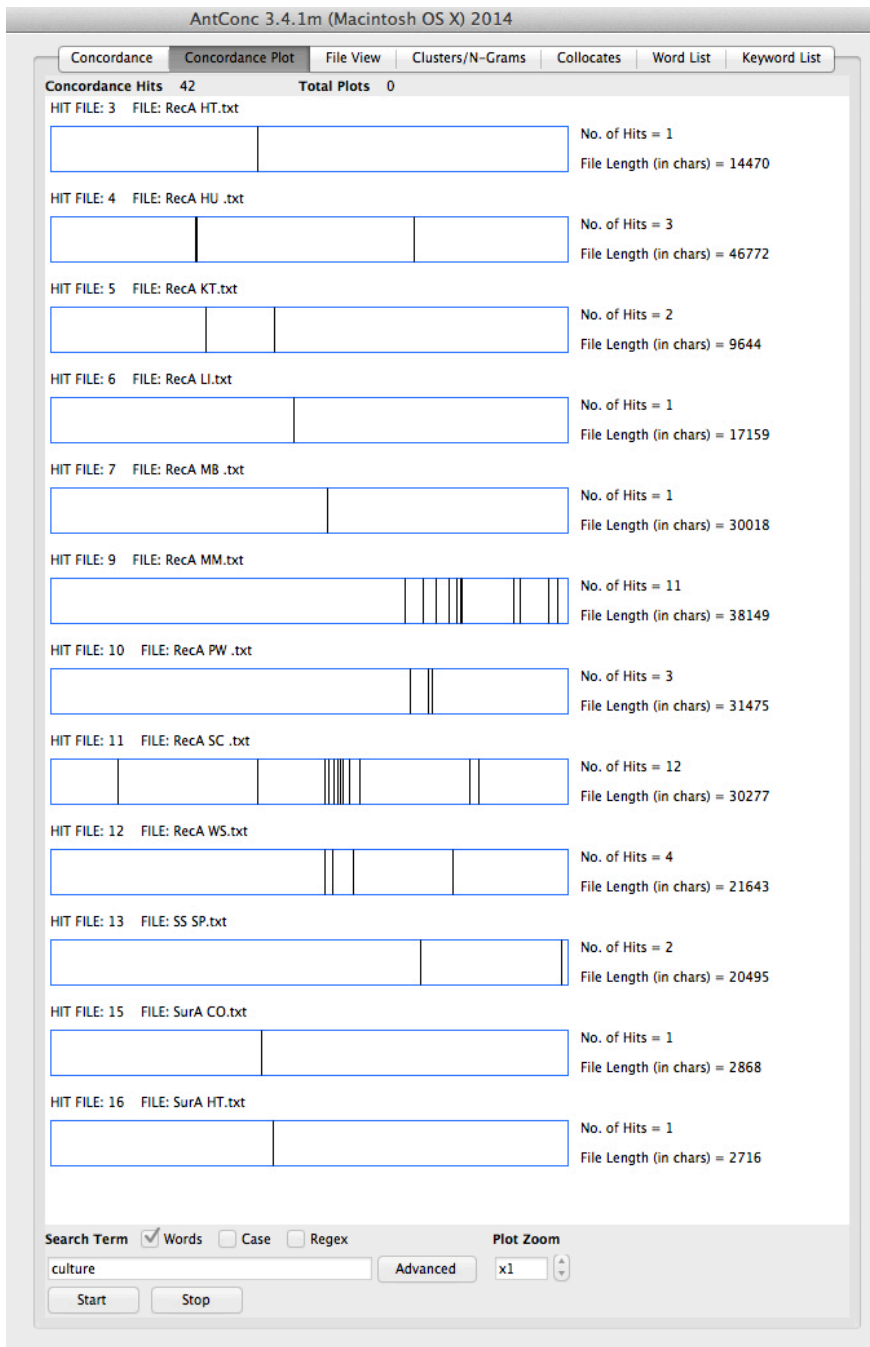 AntConc 3.4.1m (Macintosh OS X) 2014
Concordance Concordance Plot File View Clusters/N-Grams Collocates Word List Keyword List
Concordance Hits 42 Total Plots 0
HIT FILE: 3 FILE: RecA HT.txt
No. of Hits = 1
File Length (in chars) = 14470
HIT FILE: 4 FILE: RecA HU .txt
No. of Hits = 3
File Length (in chars) = 46772
HIT FILE: 5 FILE: RecA KT.txt
No. of Hits = 2
File Length (in chars) = 9644
HIT FILE: 6 FILE: RecA LI.txt
No. of Hits = 1
File Length (in chars) = 17159
HIT FILE: 7 FILE: RecA MB .txt
No. of Hits = 1
File Length (in chars) = 30018
HIT FILE: 9 FILE: RecA MM.txt
No. of Hits = 11
File Length (in chars) = 38149
HIT FILE: 10 FILE: RecA PW .txt
No. of Hits = 3
File Length (in chars) = 31475
HIT FILE: 11 FILE: RecA SC .txt
No. of Hits = 12
File Length (in chars) = 30277
HIT FILE: 12 FILE: RecA WS.txt
No. of Hits = 4
File Length (in chars) = 21643
HIT FILE: 13 FILE: SS SP.txt
No. of Hits = 2
File Length (in chars) = 20495
HIT FILE: 15 FILE: SurA CO.txt
No. of Hits = 1
File Length (in chars) = 2868
HIT FILE: 16 FILE: SurA HT.txt
No. of Hits = 1
File Length (in chars) = 2716
Search Term Words Case Regex Plot Zoom
culture Advanced x1
Start Stop